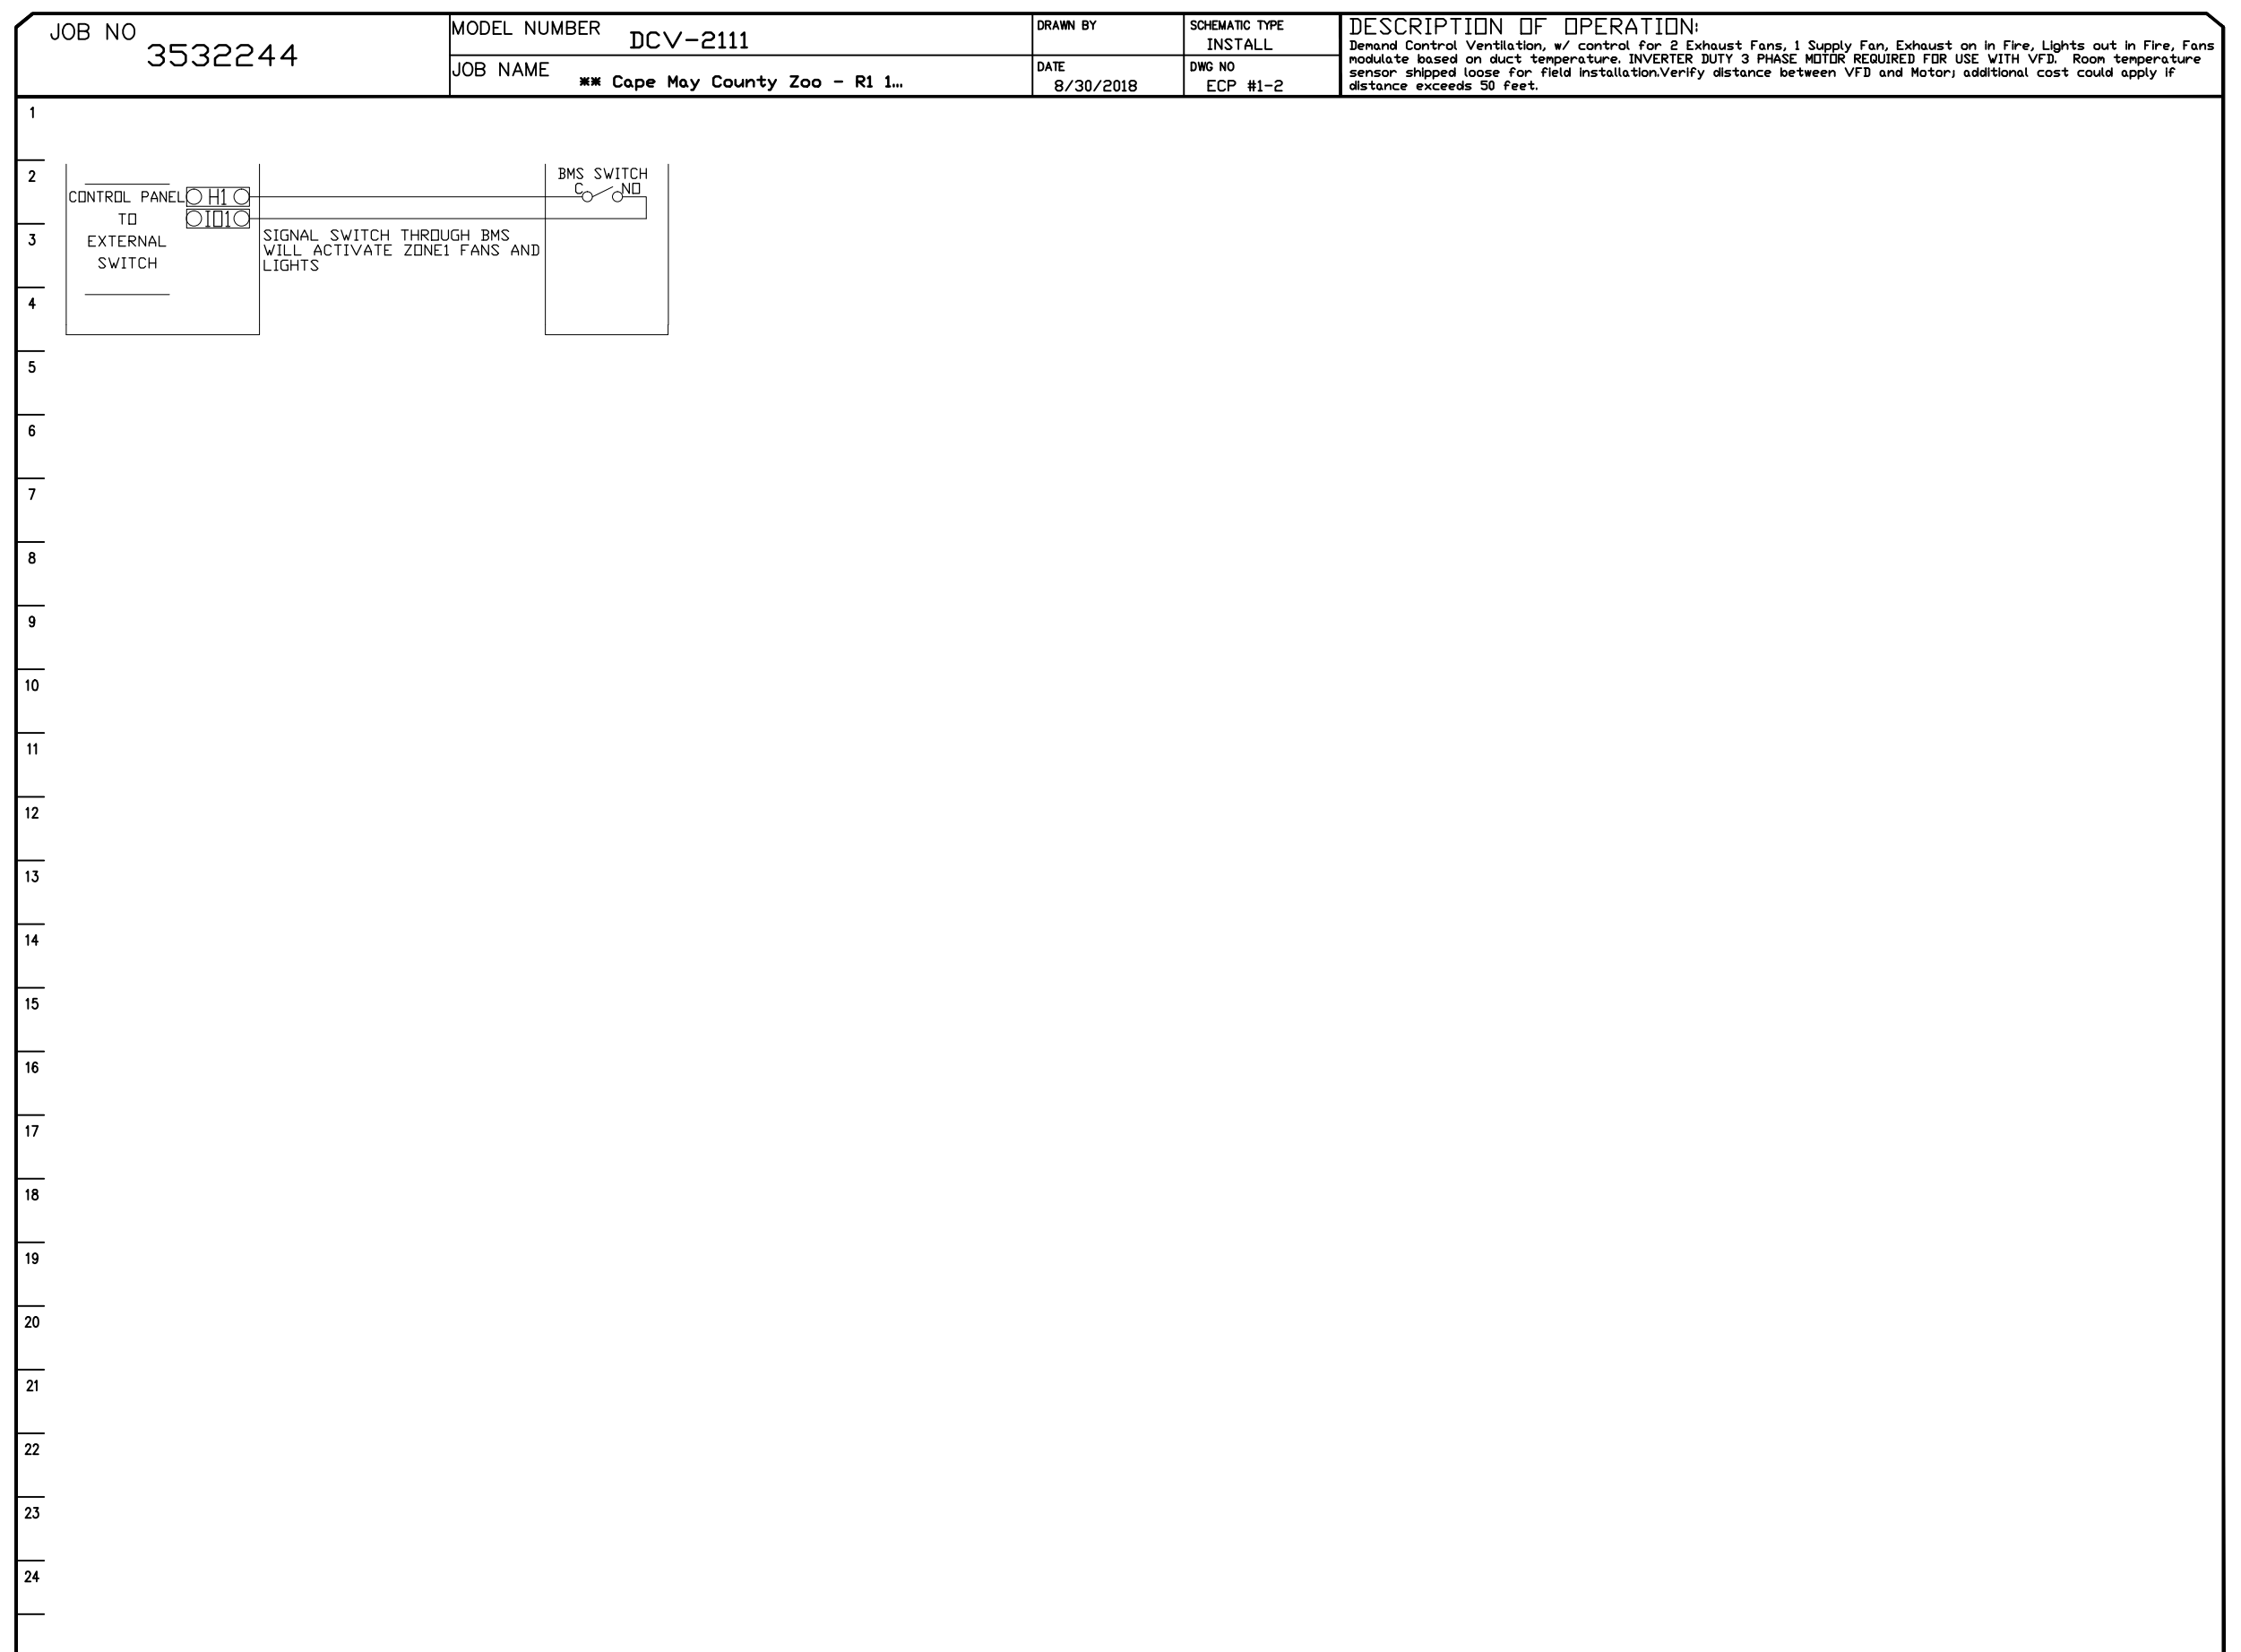 JOB NO
3532244
MODEL NUMBER
DCV-2111
JOB NAME
** Cape May County Zoo - R1 1...
DRAWN BY
DATE
8/30/2018
SCHEMATIC TYPE
INSTALL
DWG NO
ECP #1-2
DESCRIPTION OF OPERATION:
Demand Control Ventilation, w/ control for 2 Exhaust Fans, 1 Supply Fan, Exhaust on in Fire, Lights out in Fire, Fans
modulate based on duct temperature. INVERTER DUTY 3 PHASE MOTOR REQUIRED FOR USE WITH VFD. Room temperature
sensor shipped loose for field installation.Verify distance between VFD and Motor; additional cost could apply if
distance exceeds 50 feet.
1
2
3
4
5
6
7
8
9
10
11
12
13
14
15
16
17
18
19
20
21
22
23
24
CONTROL PANEL
TO
EXTERNAL
SWITCH
H1
IO1
SIGNAL SWITCH THROUGH BMS
WILL ACTIVATE ZONE1 FANS AND
LIGHTS
BMS SWITCH
C NO